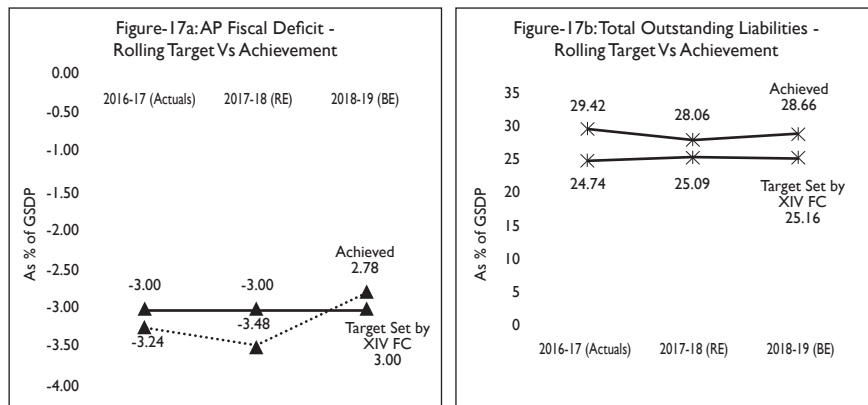 Figure-17a: AP Fiscal Deficit -
Rolling Target Vs Achievement
As % of GSDP
0.00
-0.50
-1.00
-1.50
-2.00
-2.50
-3.00
-3.50
-4.00
2016-17 (Actuals)
2017-18 (RE)
2018-19 (BE)
Achieved
2.78
-3.00
-3.00
-3.24
-3.48
Target Set by
XIV FC
3.00
Figure-17b: Total Outstanding Liabilities -
Rolling Target Vs Achievement
As % of GSDP
35
30
25
20
15
10
5
0
29.42
28.06
Achieved
28.66
24.74
25.09
Target Set by
XIV FC
25.16
2016-17 (Actuals)
2017-18 (RE)
2018-19 (BE)